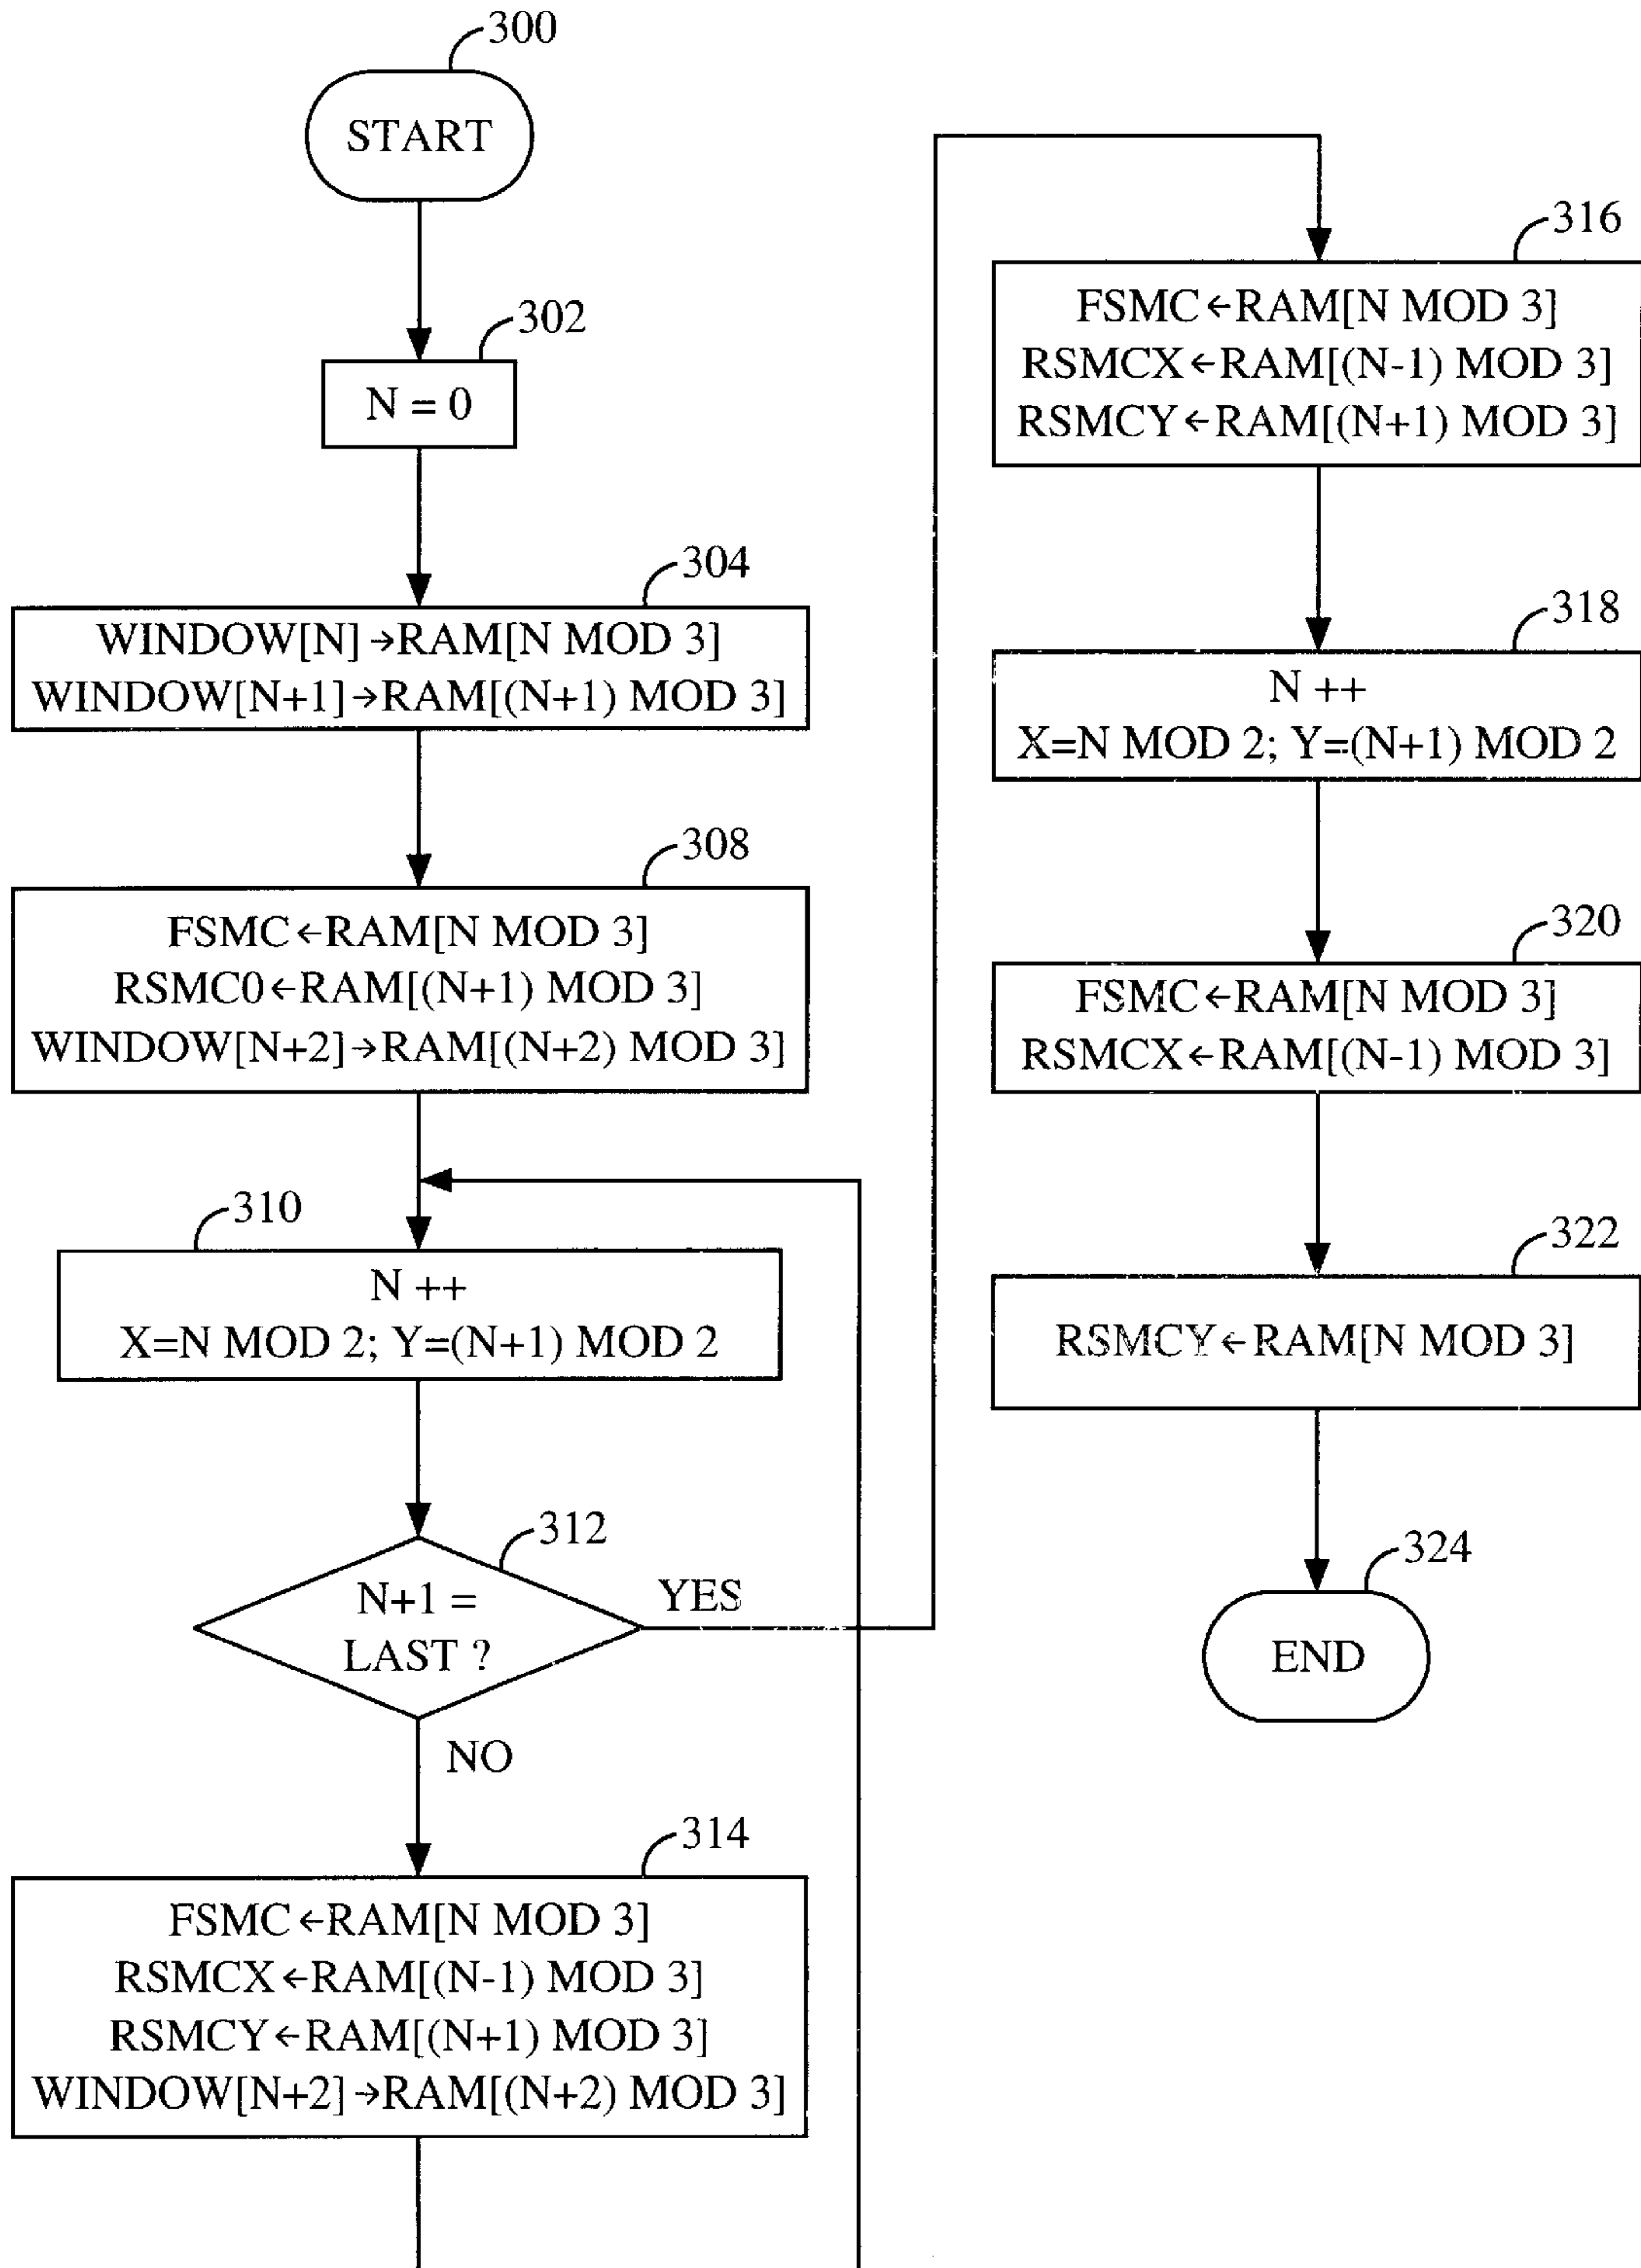 300
START
302
N = 0
304
WINDOW[N]→RAM[N MOD 3]
WINDOW[N+1]→RAM[(N+1) MOD 3]
308
FSMC←RAM[N MOD 3]
RSMC0←RAM[(N+1) MOD 3]
WINDOW[N+2]→RAM[(N+2) MOD 3]
310
N ++
X=N MOD 2; Y=(N+1) MOD 2
312
N+1 =
LAST ?
YES
NO
314
FSMC←RAM[N MOD 3]
RSMCX←RAM[(N-1) MOD 3]
RSMCY←RAM[(N+1) MOD 3]
WINDOW[N+2]→RAM[(N+2) MOD 3]
316
FSMC←RAM[N MOD 3]
RSMCX←RAM[(N-1) MOD 3]
RSMCY←RAM[(N+1) MOD 3]
318
N ++
X=N MOD 2; Y=(N+1) MOD 2
320
FSMC←RAM[N MOD 3]
RSMCX←RAM[(N-1) MOD 3]
322
RSMCY←RAM[N MOD 3]
324
END